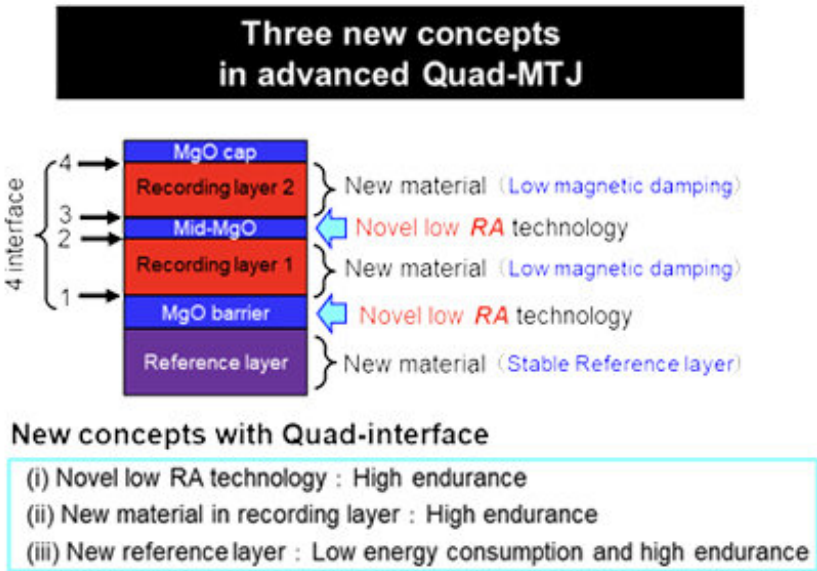 Three new concepts
in advanced Quad-MTJ
4 interface
4
3
2
1
MgO cap
Recording layer 2
Mid-MgO
Recording layer 1
MgO barrier
Reference layer
New material (Low magnetic damping)
Novel low RA technology
New material (Low magnetic damping)
Novel low RA technology
New material (Stable Reference layer)
New concepts with Quad-interface
(i) Novel low RA technology : High endurance
(ii) New material in recording layer : High endurance
(iii) New reference layer : Low energy consumption and high endurance